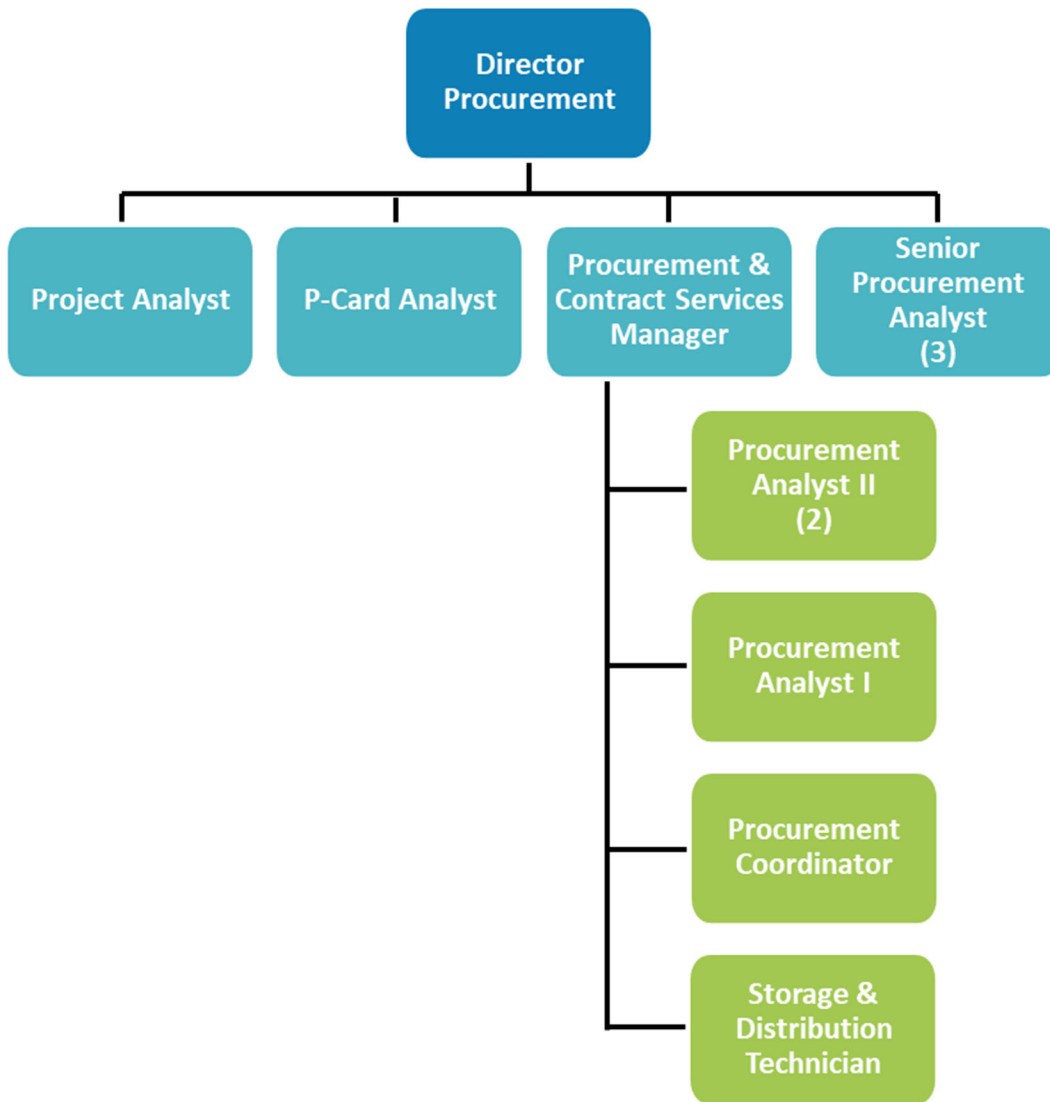 Director
Procurement
Project Analyst
P-Card Analyst
Procurement &
Contract Services
Manager
Senior
Procurement
Analyst
(3)
Procurement
Analyst II
(2)
Procurement
Analyst I
Procurement
Coordinator
Storage &
Distribution
Technician